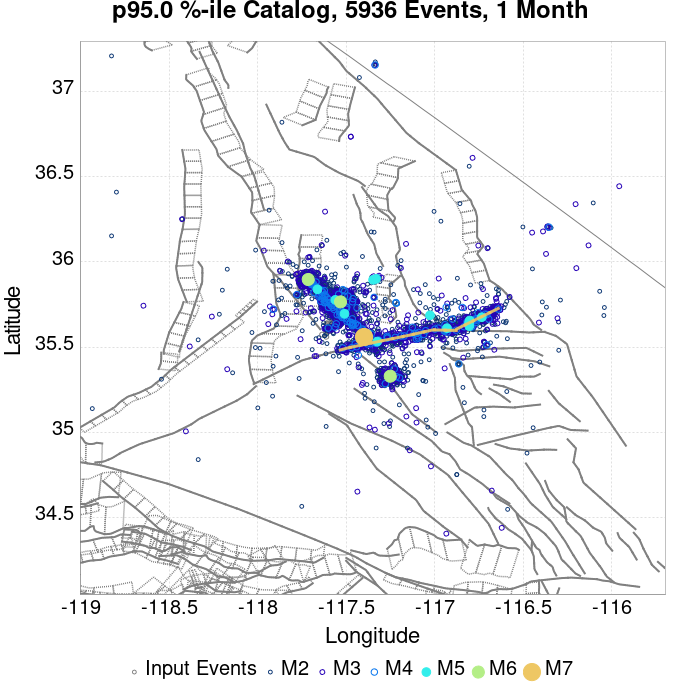 p95.0 %-ile Catalog, 5936 Events, 1 Month
37
36.5
36
35.5
35
34.5
Latitude
-119 -118.5 -118 -117.5 -117 -116.5 -116
Longitude
Input Events M2 M3 M4 M5 M6 M7